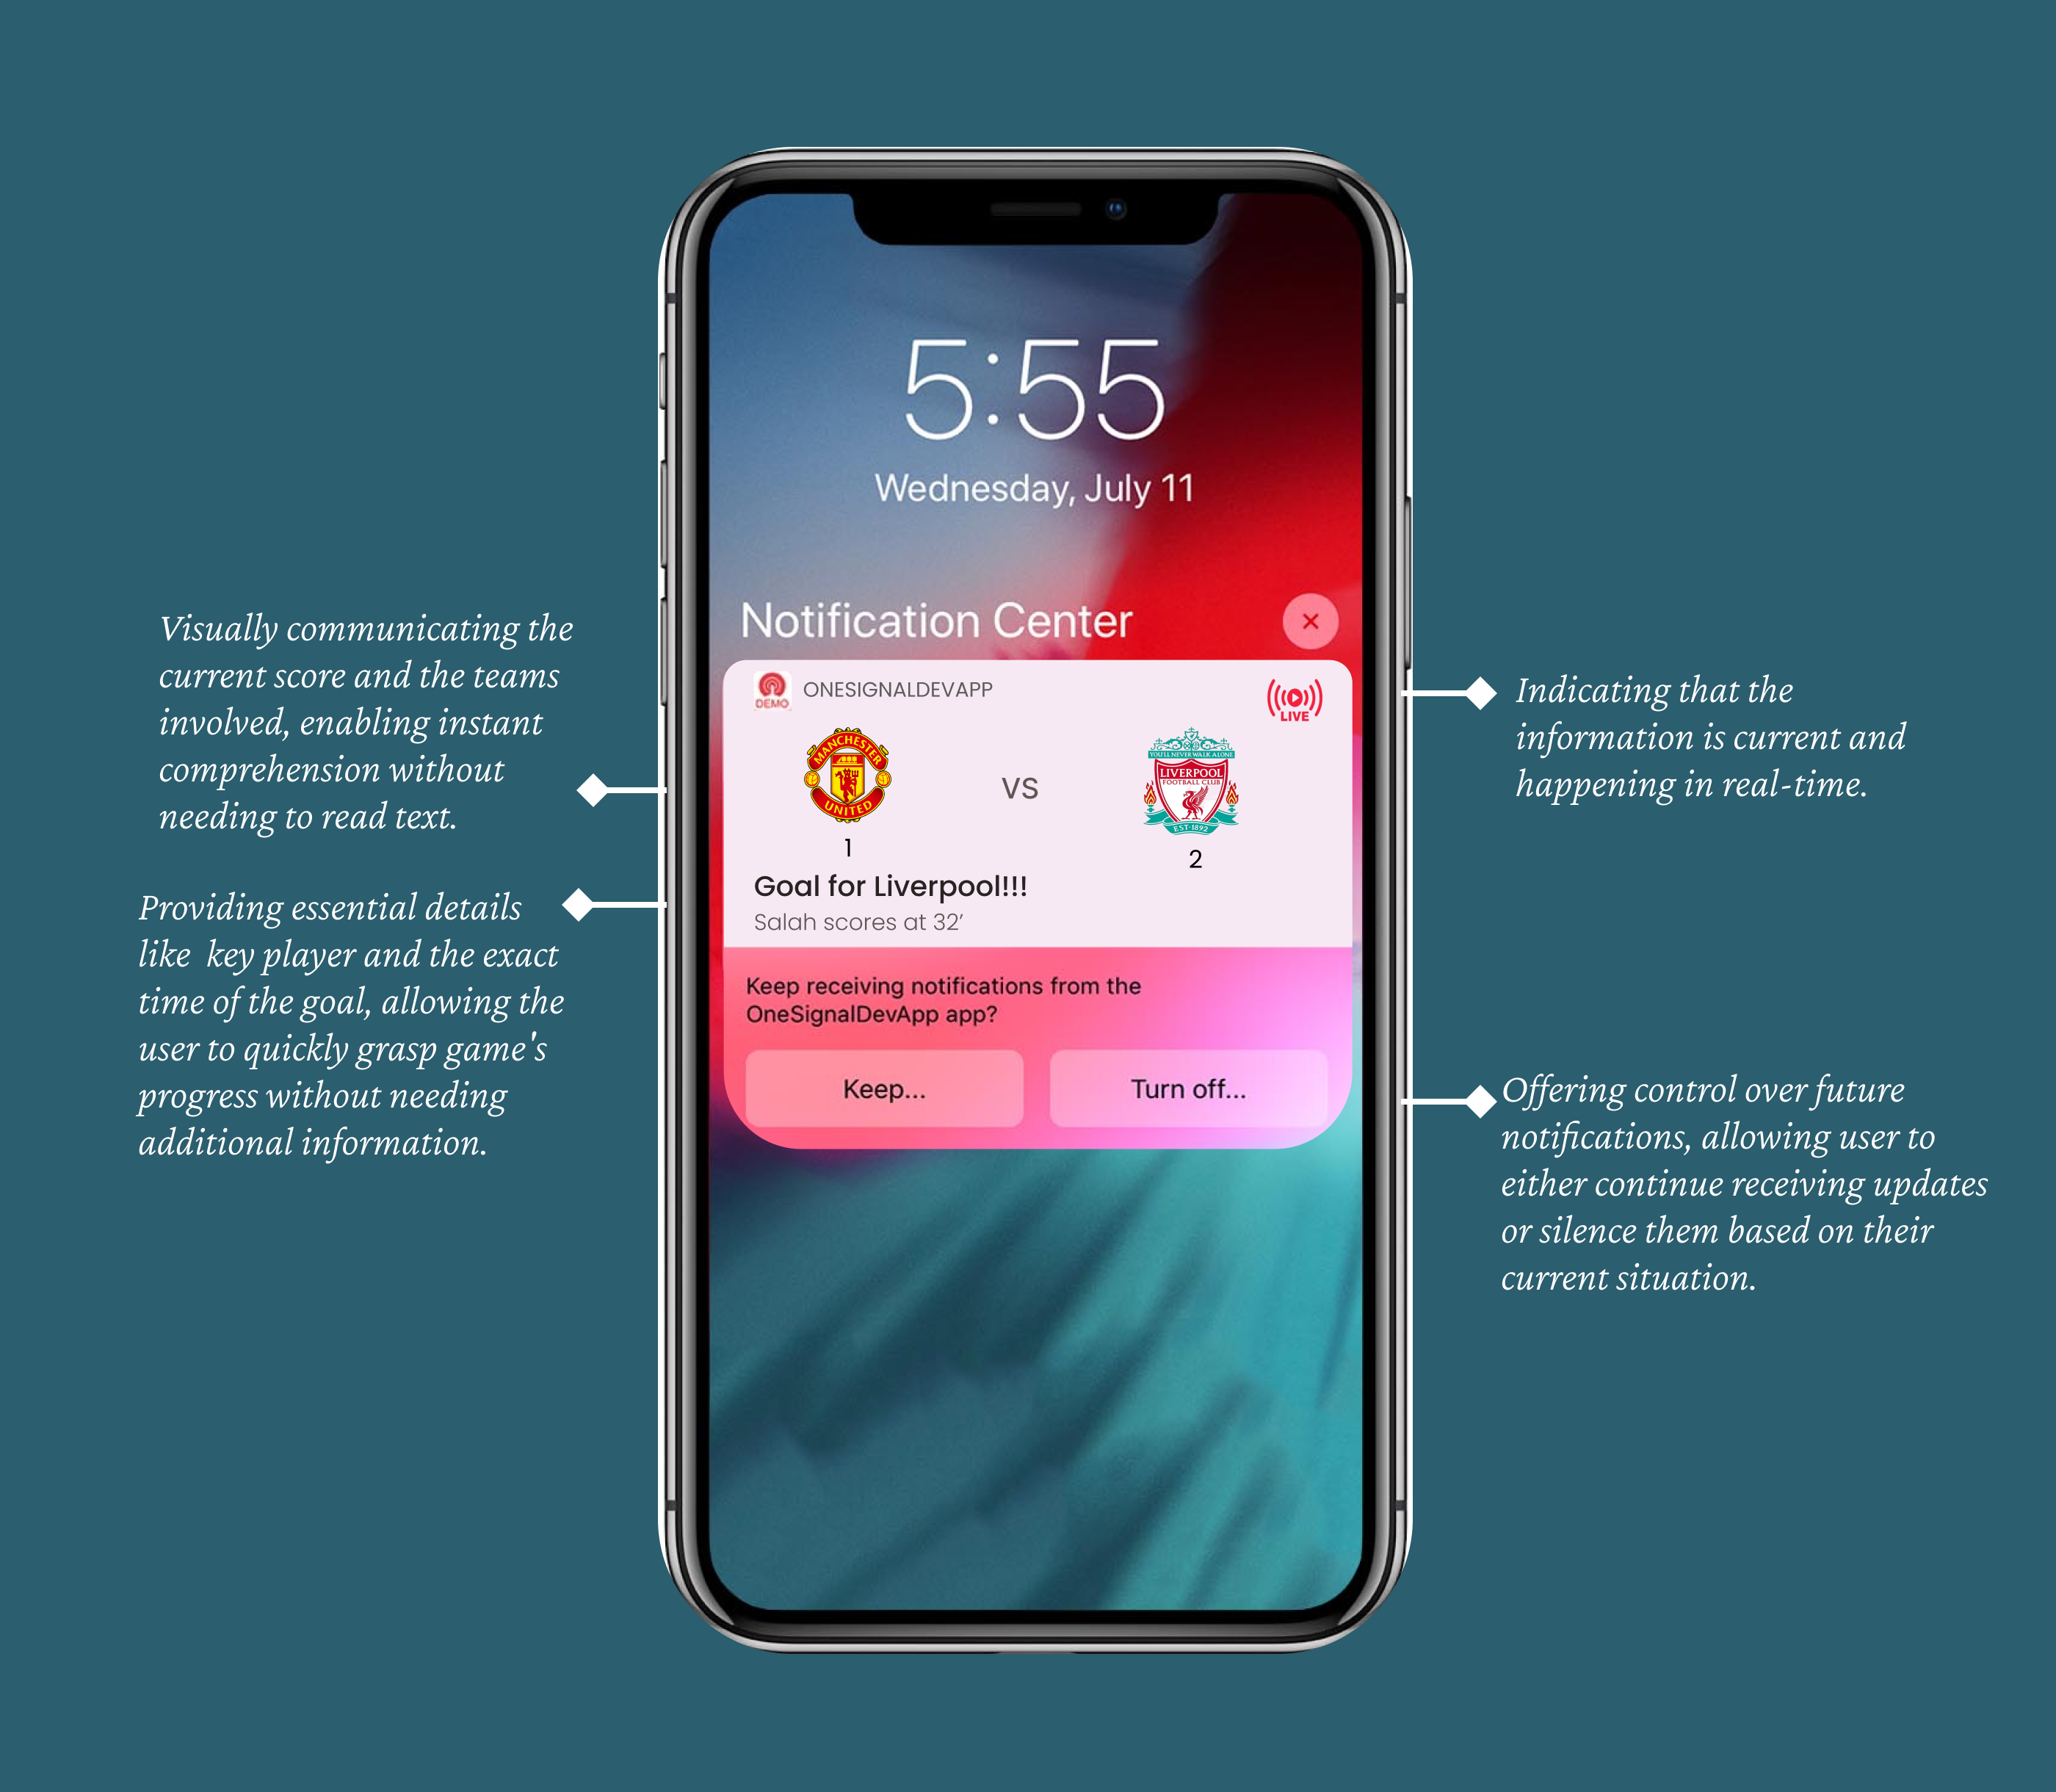 5:55
Wednesday, July 11
Notification Center
DEMO
ONESIGNALDEVAPP
LIVE
MANCHESTER
UNITED
VS
YOU'LL NEVER WALK ALONE
LIVERPOOL
FOOTBALL CLUB
EST·1892
1
2
Goal for Liverpool!!!
Salah scores at 32’
Keep receiving notifications from the
OneSignalDevApp app?
Keep...
Turn off...
Visually communicating the
current score and the teams
involved, enabling instant
comprehension without
needing to read text.
Providing essential details
like  key player and the exact
time of the goal, allowing the
user to quickly grasp game's
progress without needing
additional information.
Indicating that the
information is current and
happening in real-time.
Offering control over future
notifications, allowing user to
either continue receiving updates
or silence them based on their
current situation.